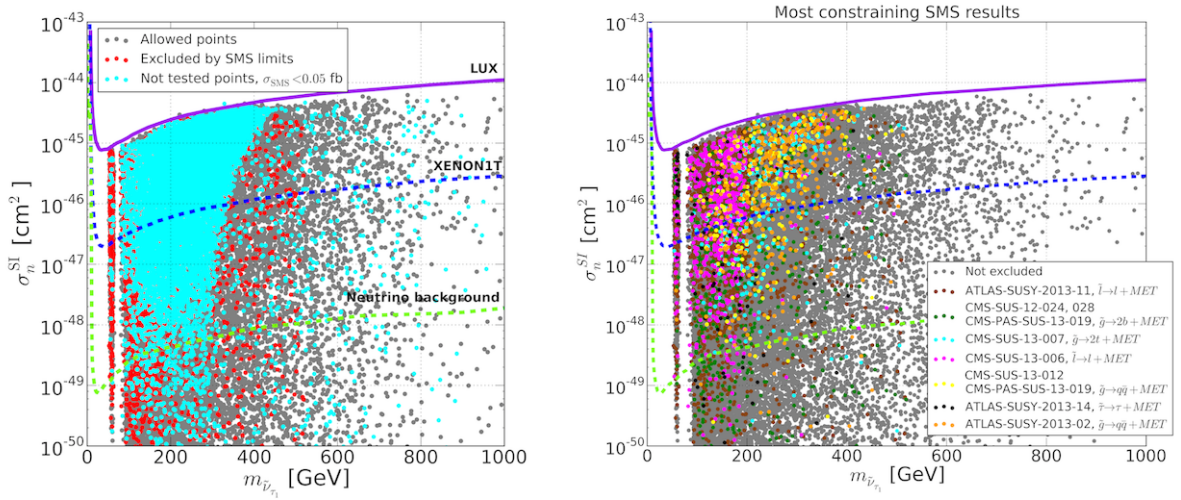 Most constraining SMS results
10⁻⁴³
10⁻⁴⁴
10⁻⁴⁵
10⁻⁴⁶
10⁻⁴⁷
10⁻⁴⁸
10⁻⁴⁹
10⁻⁵⁰
σₙˢᴵ [cm²]
Allowed points
Excluded by SMS limits
Not tested points, σ_SMS<0.05 fb
LUX
XENON1T
Neutrino background
0 200 400 600 800 1000
m_ν̃τ₁ [GeV]
10⁻⁴³
10⁻⁴⁴
10⁻⁴⁵
10⁻⁴⁶
10⁻⁴⁷
10⁻⁴⁸
10⁻⁴⁹
10⁻⁵⁰
σₙˢᴵ [cm²]
Not excluded
ATLAS-SUSY-2013-11, l̃→l+MET
CMS-SUS-12-024, 028
CMS-PAS-SUS-13-019, g̃→2b+MET
CMS-SUS-13-007, g̃→2t+MET
CMS-SUS-13-006, l̃→l+MET
CMS-SUS-13-012
CMS-PAS-SUS-13-019, g̃→qq̄+MET
ATLAS-SUSY-2013-14, τ̃→τ+MET
ATLAS-SUSY-2013-02, g̃→qq̄+MET
0 200 400 600 800 1000
m_ν̃τ₁ [GeV]